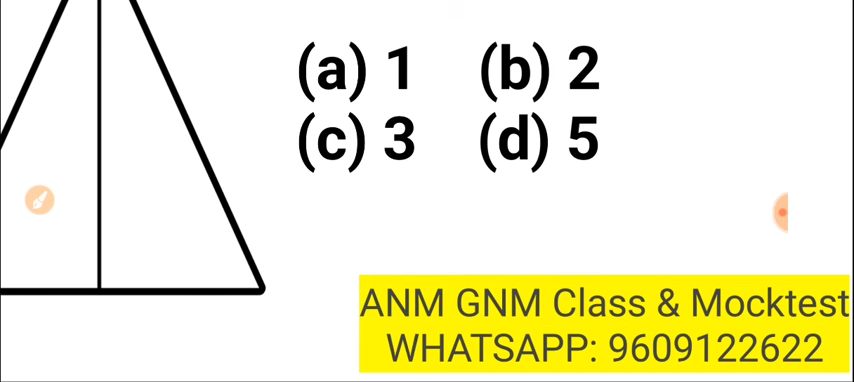 (a) 1 (b) 2
(c) 3 (d) 5
ANM GNM Class & Mocktest
WHATSAPP: 9609122622